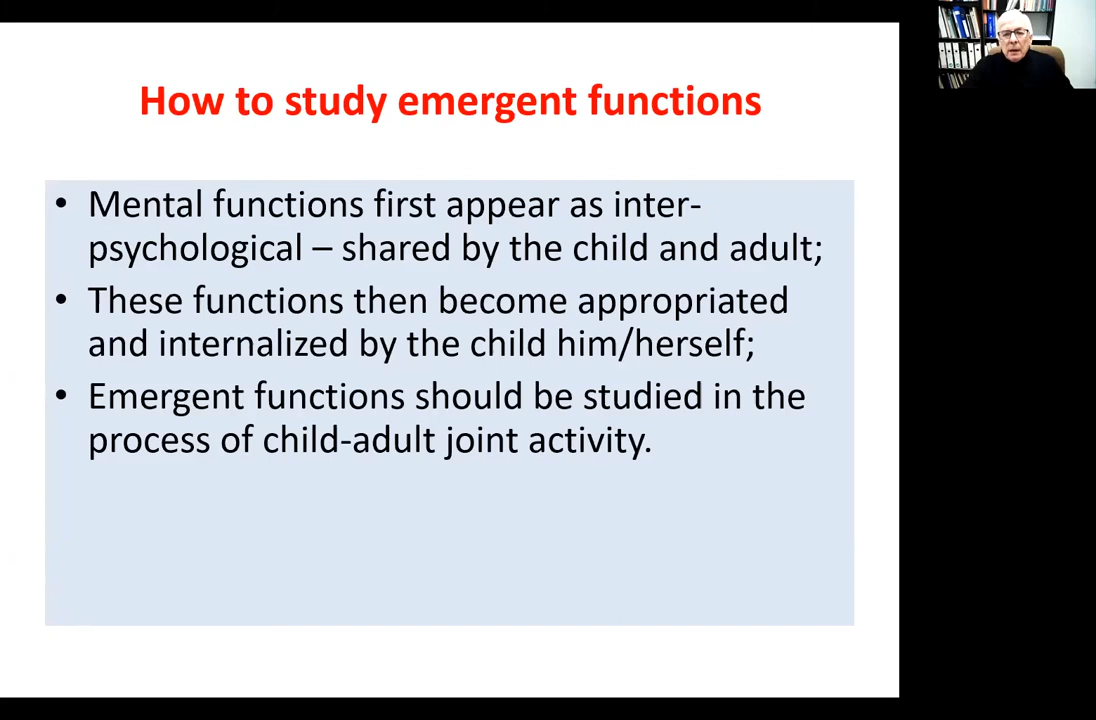 How to study emergent functions
• Mental functions first appear as inter-
psychological – shared by the child and adult;
• These functions then become appropriated
and internalized by the child him/herself;
• Emergent functions should be studied in the
process of child-adult joint activity.